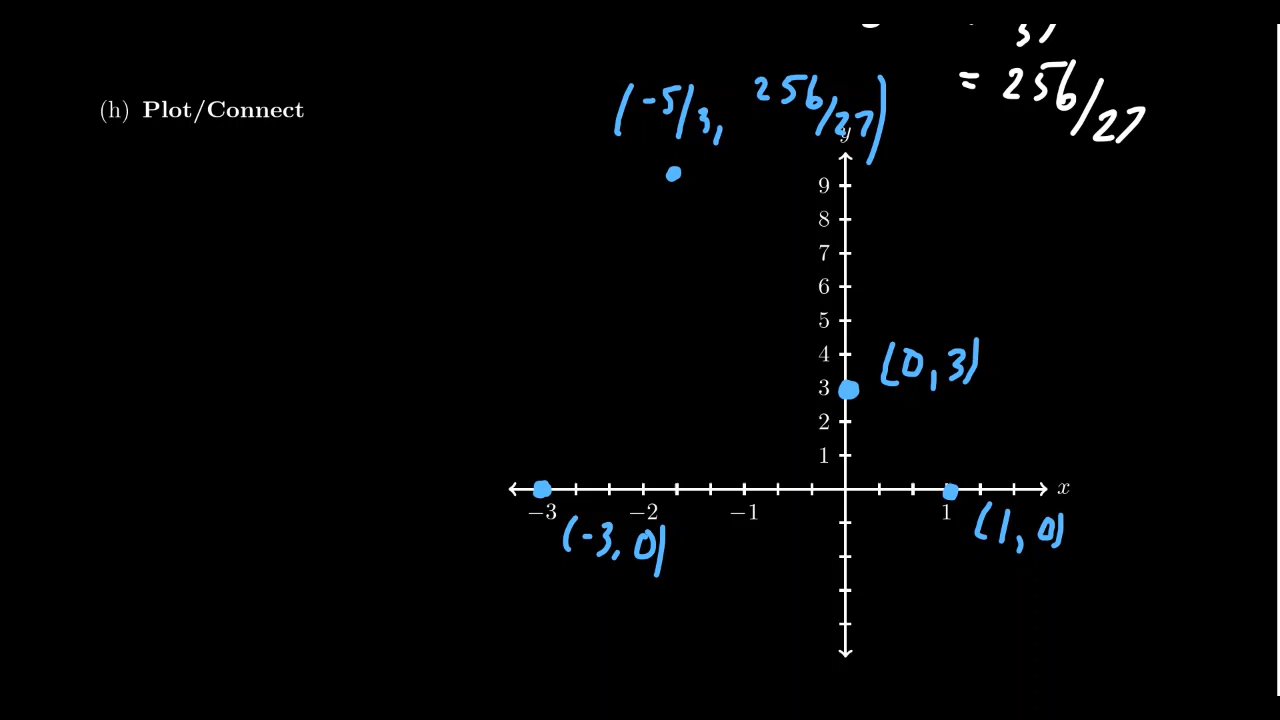 = 256/27
(h) Plot/Connect
(-5/3, 256/27)
y
9
8
7
6
5
4
(0, 3)
3
2
1
x
−3 −2 −1 1
(-3, 0) (1, 0)